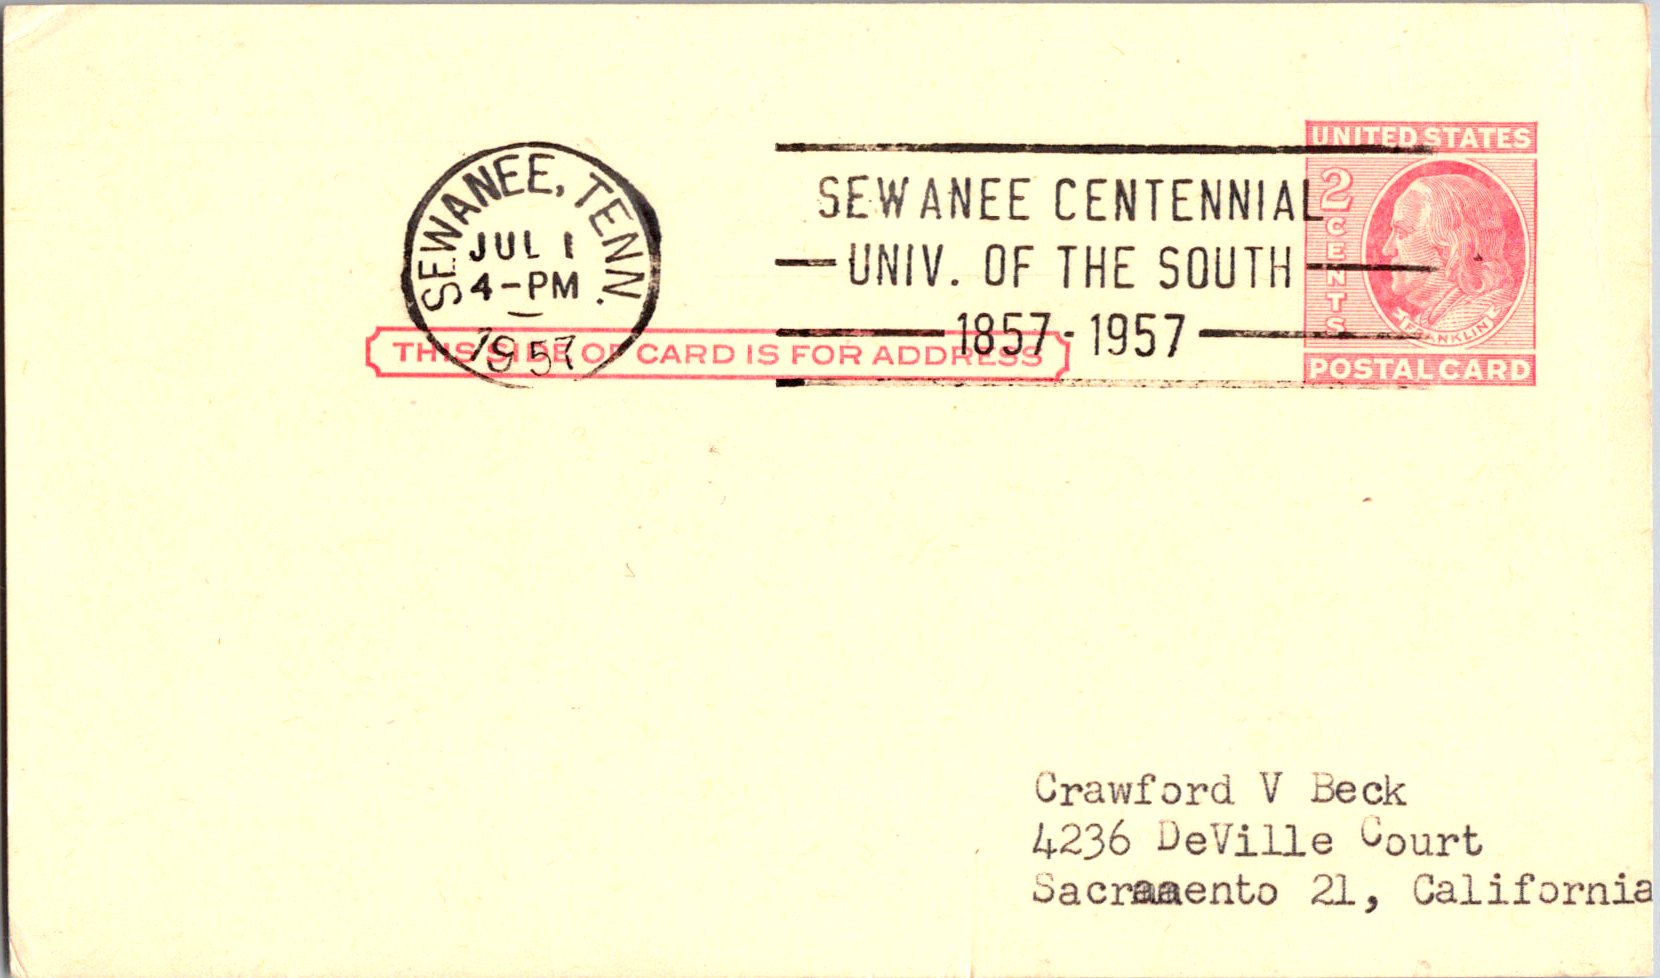 SEWANEE, TENN.
JUL 1
4-PM
1957
SEWANEE CENTENNIAL
UNIV. OF THE SOUTH
1857-1957
UNITED STATES
2
CENTS
FRANKLIN
POSTAL CARD
THIS SIDE OF CARD IS FOR ADDRESS
Crawford V Beck
4236 DeVille Court
Sacramento 21, California